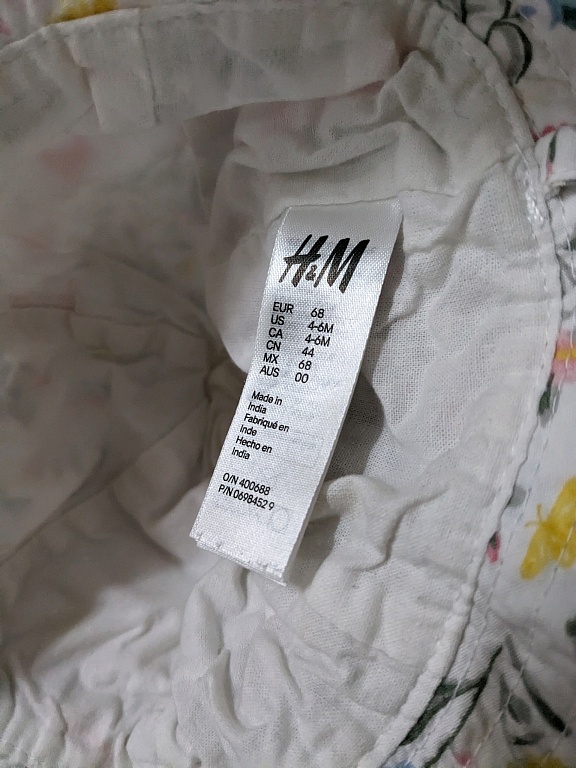 H&M
EUR 68
US 4-6M
CA 4-6M
CN 44
MX 68
AUS 00
Made in
India
Fabriqué en
Inde
Hecho en
India
O/N 400688
P/N 0698452 9